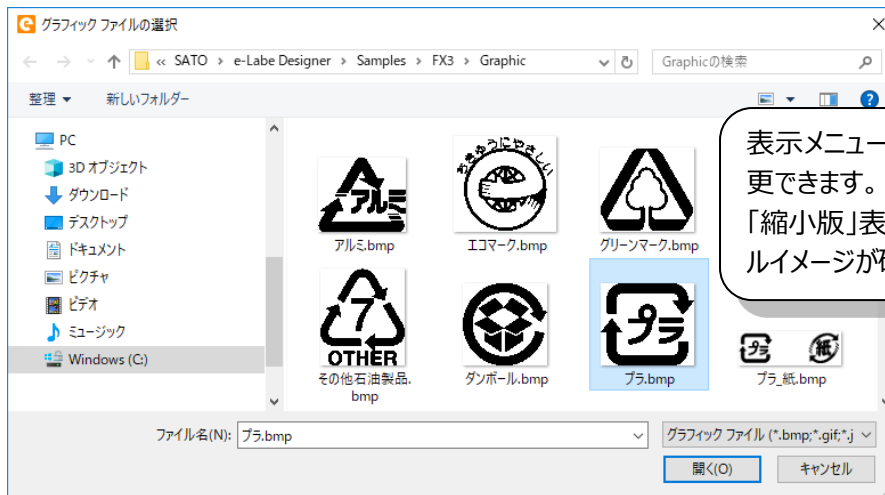 グラフィック ファイルの選択
« SATO › e-Labe Designer › Samples › FX3 › Graphic
Graphicの検索
整理
新しいフォルダー
PC
3D オブジェクト
ダウンロード
デスクトップ
ドキュメント
ピクチャ
ビデオ
ミュージック
Windows (C:)
アルミ
アルミ.bmp
ちきゅうにやさしい
エコマーク.bmp
グリーンマーク.bmp
7
OTHER
その他石油製品.
bmp
ダンボール.bmp
プラ
プラ.bmp
プラ 紙
プラ_紙.bmp
表示メニュー
更できます。
「縮小版」表
ルイメージが
ファイル名(N):
プラ.bmp
グラフィック ファイル (*.bmp;*.gif;*.j
開く(O)
キャンセル